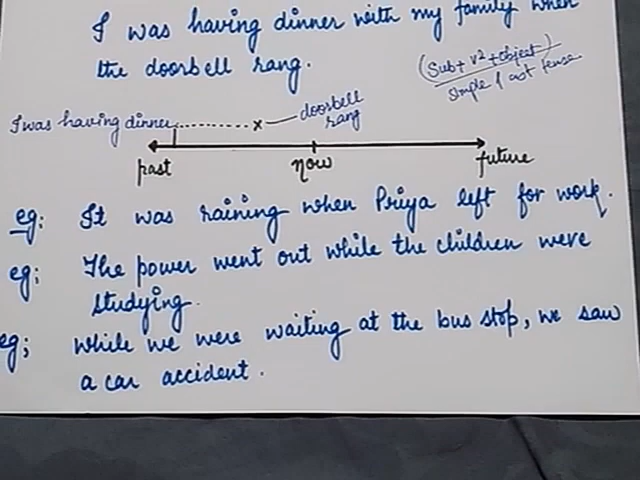 I was having dinner with my family when
the doorbell rang.
(Sub + V2 + object)
Simple Past tense
I was having dinner
doorbell
rang
past now future
eg: It was raining when Priya left for work.
eg; The power went out while the children were
studying.
eg; while we were waiting at the bus stop, we saw
a car accident.